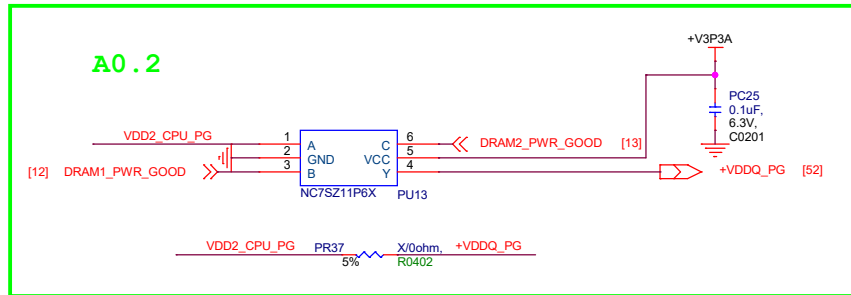 +V3P3A
A0.2
PC25
0.1uF,
6.3V,
C0201
VDD2_CPU_PG 1 A C 6 DRAM2_PWR_GOOD [13]
2 GND VCC 5
[12] DRAM1_PWR_GOOD 3 B Y 4 +VDDQ_PG [52]
NC7SZ11P6X PU13
VDD2_CPU_PG PR37 X/0ohm, +VDDQ_PG
5% R0402